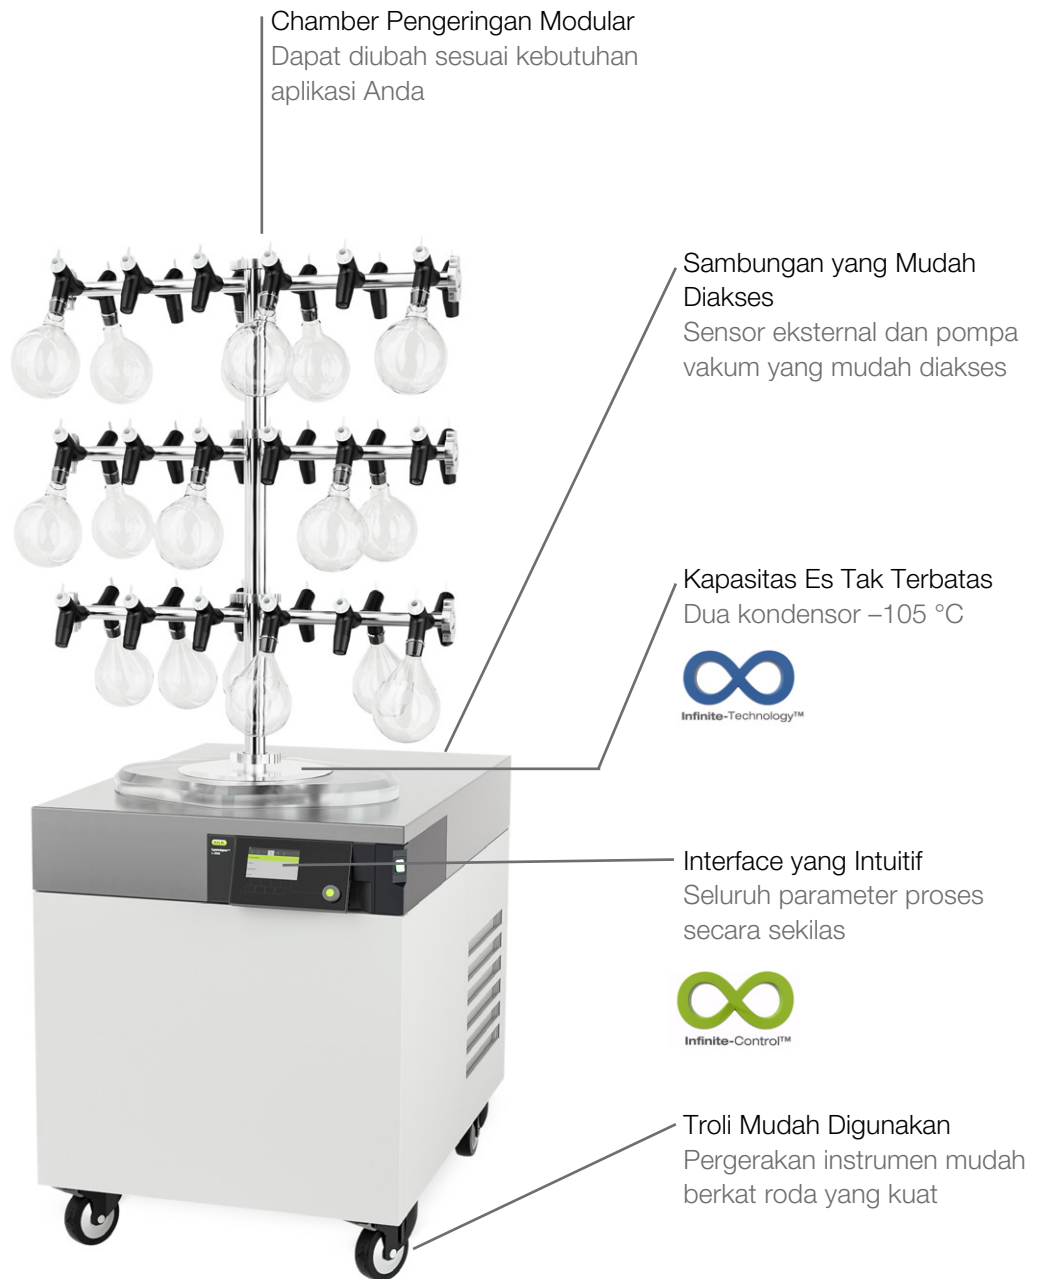 Chamber Pengeringan Modular
Dapat diubah sesuai kebutuhan
aplikasi Anda
Sambungan yang Mudah
Diakses
Sensor eksternal dan pompa
vakum yang mudah diakses
Kapasitas Es Tak Terbatas
Dua kondensor –105 °C
Infinite-Technology™
Interface yang Intuitif
Seluruh parameter proses
secara sekilas
Infinite-Control™
Troli Mudah Digunakan
Pergerakan instrumen mudah
berkat roda yang kuat